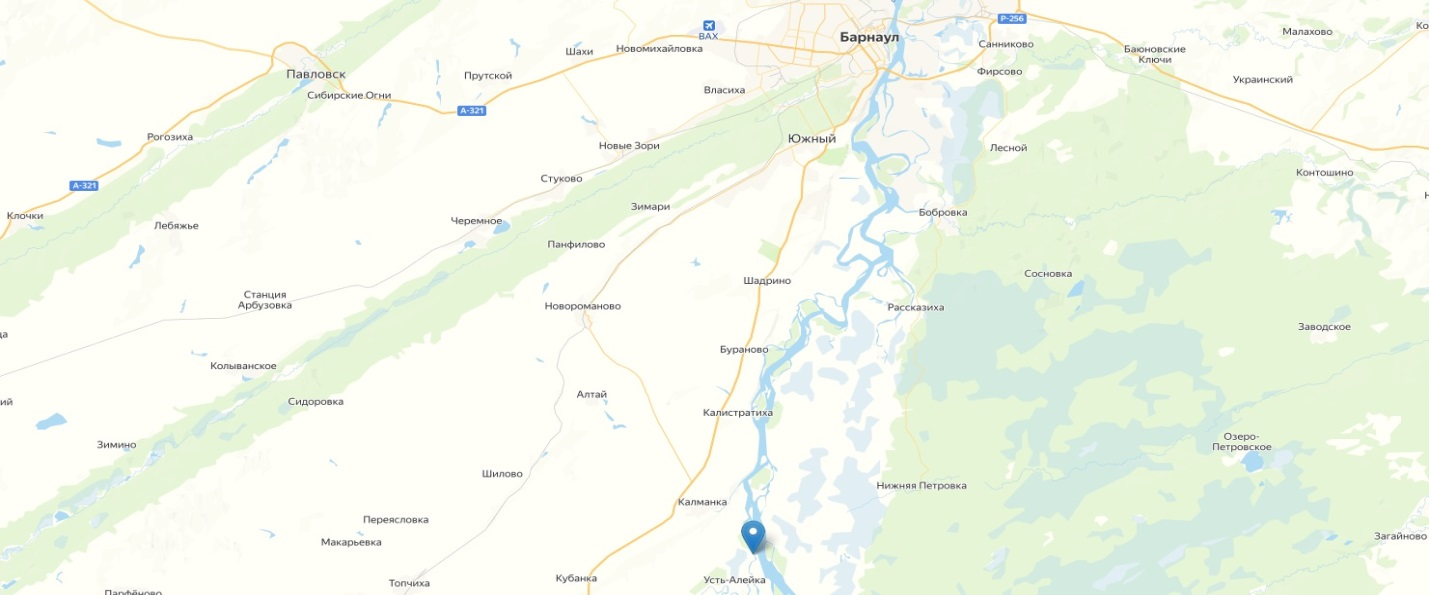 Р-256
Малахово
Барнаул
BAX
Санниково
Новомихайловка
Шахи
Баюновские
Ключи
Павловск
Прутской
Фирсово
Украинский
Сибирские Огни
Власиха
А-321
Рогозиха
Южный
Новые Зори
Лесной
Контошино
Стуково
А-321
Зимари
Клочки
Бобровка
Черемное
Лебяжье
Панфилово
Сосновка
Шадрино
Станция
Арбузовка
Новороманово
Рассказиха
Заводское
Бураново
Колыванское
Алтай
Сидоровка
Калистратиха
Озеро-
Петровское
Зимино
Шилово
Нижняя Петровка
Калманка
Переясловка
Загайново
Макарьевка
Кубанка
Усть-Алейка
Топчиха
Парфёново